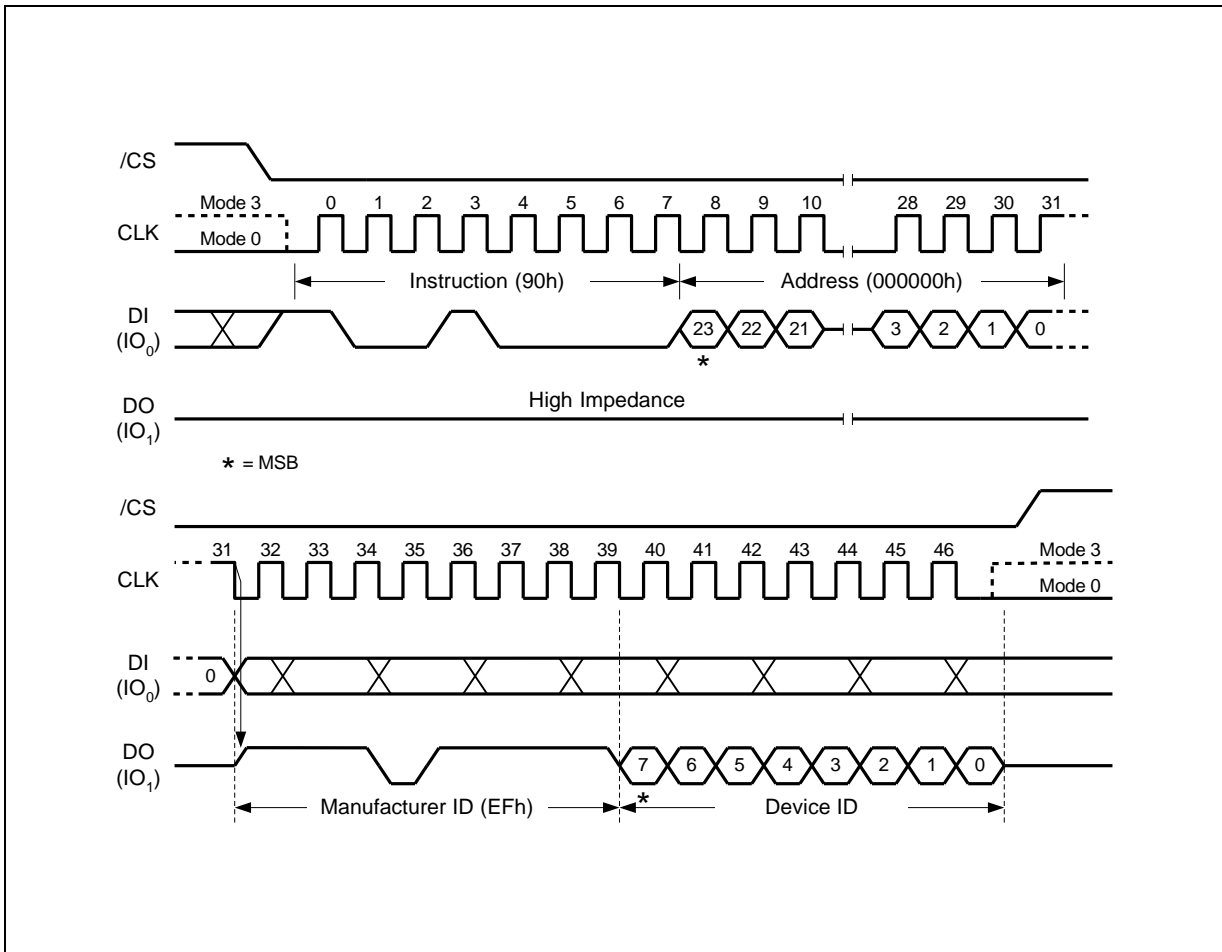 /CS
Mode 3 0 1 2 3 4 5 6 7 8 9 10 28 29 30 31
CLK
Mode 0
Instruction (90h) Address (000000h)
DI
(IO0) 23 22 21 3 2 1 0
*
High Impedance
DO
(IO1)
* = MSB
/CS
31 32 33 34 35 36 37 38 39 40 41 42 43 44 45 46 Mode 3
CLK
Mode 0
DI
(IO0) 0
DO
(IO1) 7 6 5 4 3 2 1 0
*
Manufacturer ID (EFh) Device ID